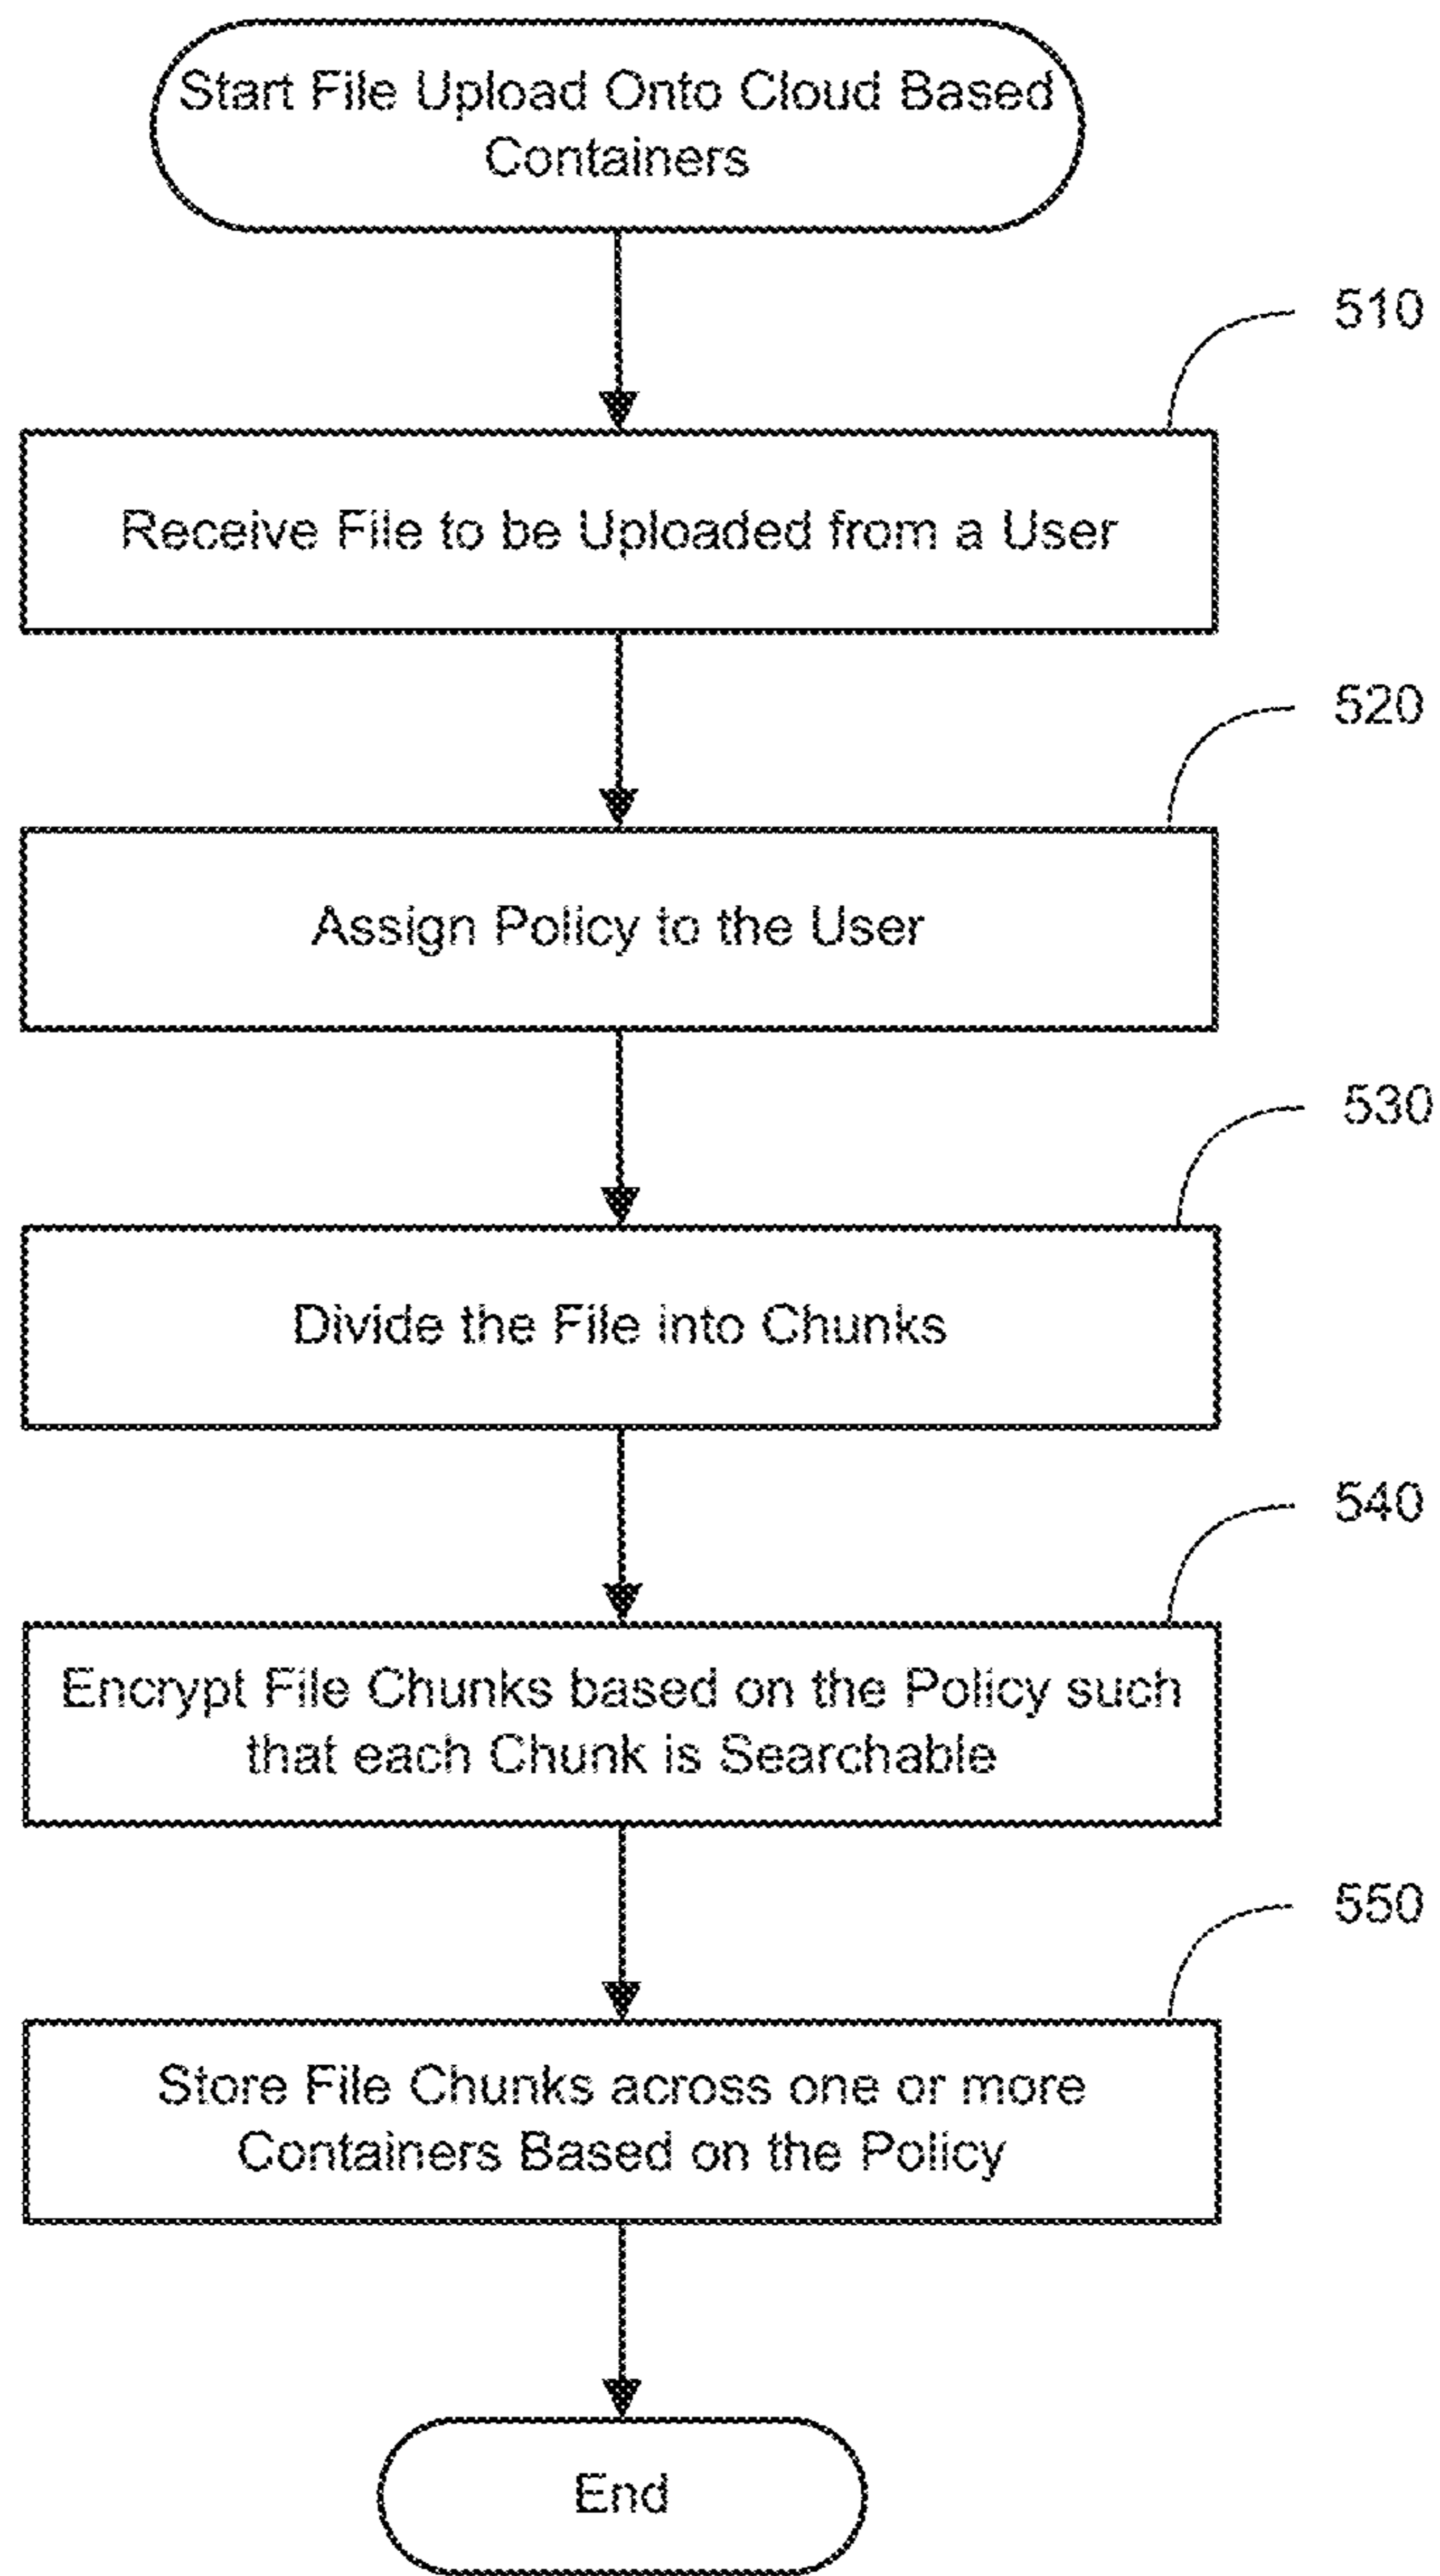 Start File Upload Onto Cloud Based
Containers
510
Receive File to be Uploaded from a User
520
Assign Policy to the User
530
Divide the File into Chunks
540
Encrypt File Chunks based on the Policy such
that each Chunk is Searchable
550
Store File Chunks across one or more
Containers Based on the Policy
End